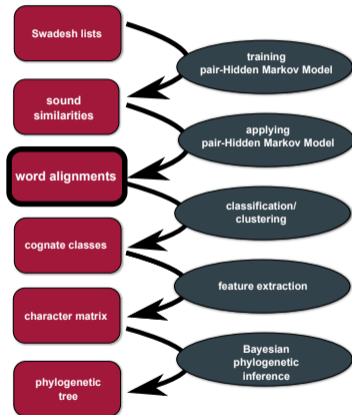 Swadesh lists
training
pair-Hidden Markov Model
sound
similarities
applying
pair-Hidden Markov Model
word alignments
classification/
clustering
cognate classes
feature extraction
character matrix
Bayesian
phylogenetic
inference
phylogenetic
tree